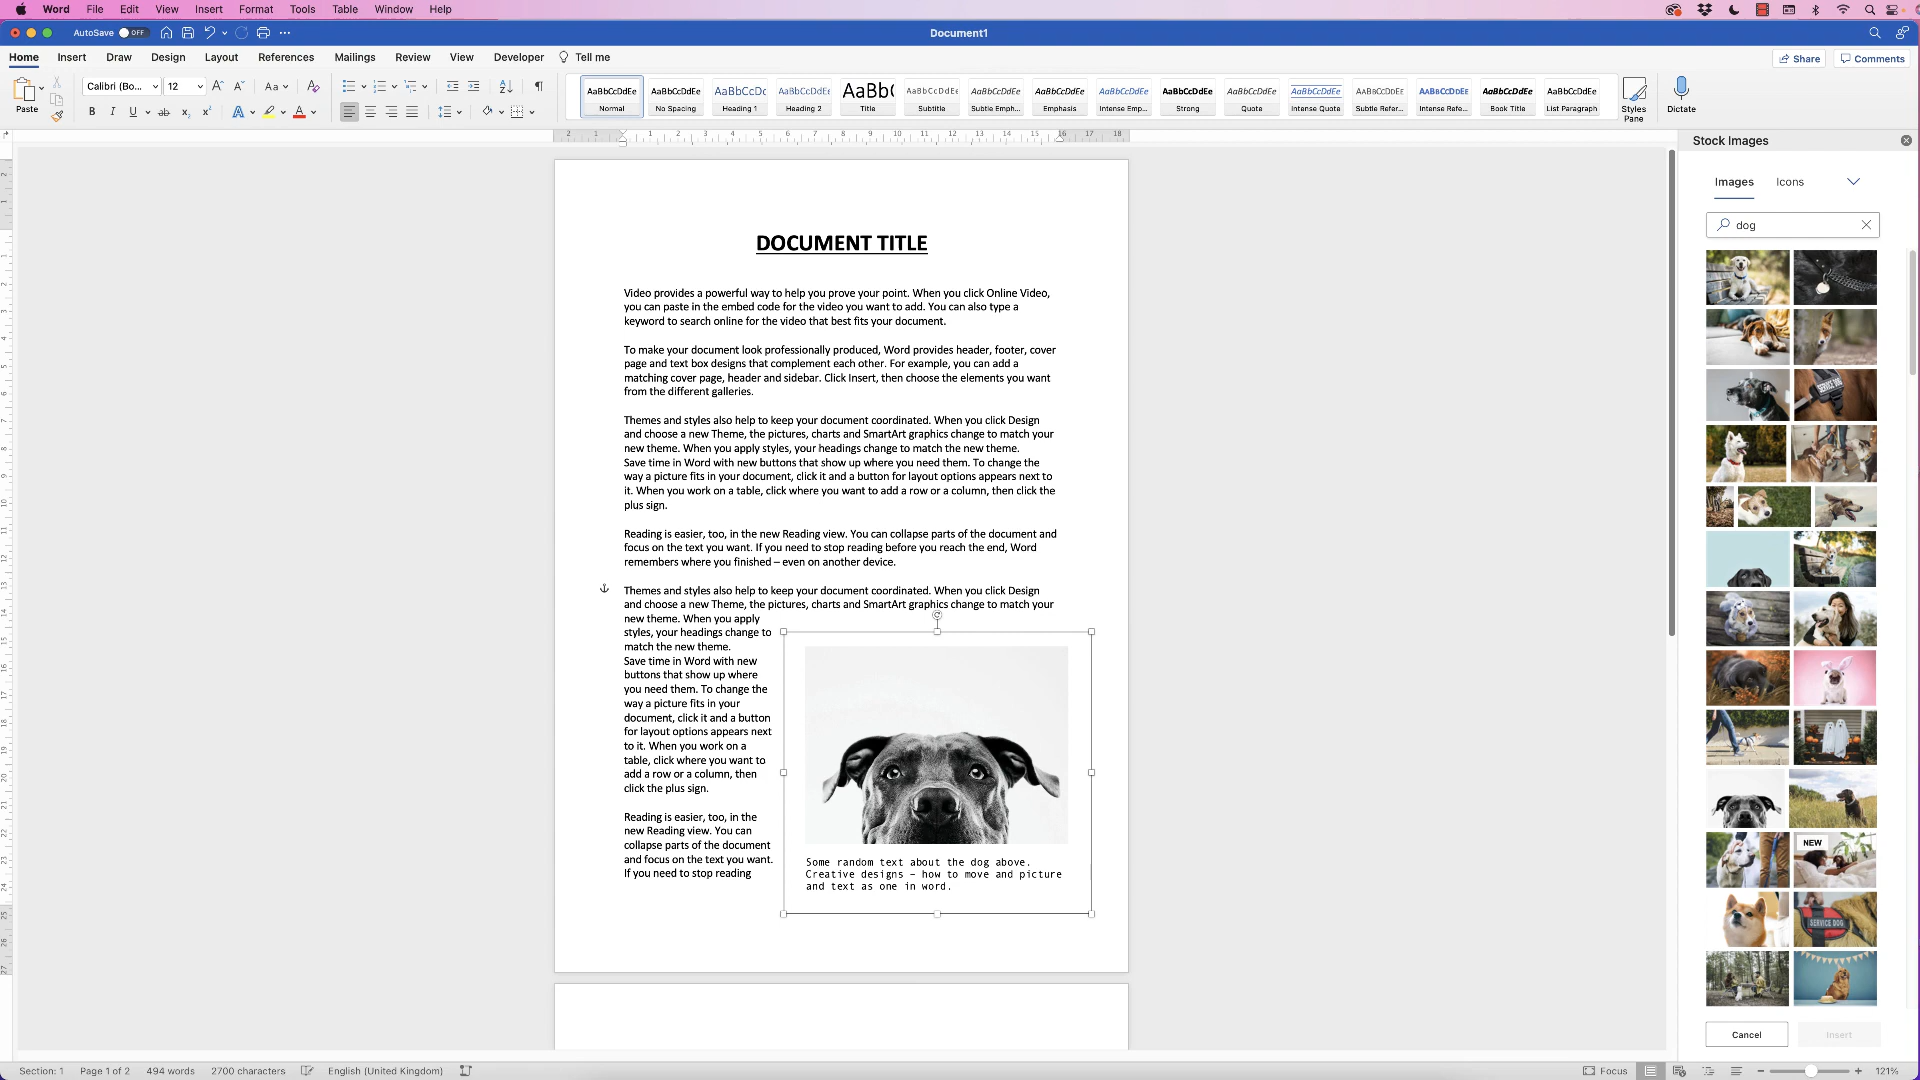 Word File Edit View Insert Format Tools Table Window Help
AutoSave OFF
Document1
Home Insert Draw Design Layout References Mailings Review View Developer Tell me
Share Comments
Paste
Calibri (Bo... 12
AaBbCcDdEe AaBbCcDdEe AaBbCcDc AaBbCcDdEe AaBb( AaBbCcDdEe AaBbCcDdEe AaBbCcDdEe AaBbCcDdEe AaBbCcDdEe AaBbCcDdEe AaBbCcDdEe AaBbCcDdEe AaBbCcDdEe AaBbCcDdEe AaBbCcDdEe
Normal No Spacing Heading 1 Heading 2 Title Subtitle Subtle Emph... Emphasis Intense Emp... Strong Quote Intense Quote Subtle Refer... Intense Refe... Book Title List Paragraph
Styles Pane
Dictate
2 1 1 2 3 4 5 6 7 8 9 10 11 12 13 14 15 16 17 18
Stock Images
Images Icons
dog
DOCUMENT TITLE
Video provides a powerful way to help you prove your point. When you click Online Video,
you can paste in the embed code for the video you want to add. You can also type a
keyword to search online for the video that best fits your document.
To make your document look professionally produced, Word provides header, footer, cover
page and text box designs that complement each other. For example, you can add a
matching cover page, header and sidebar. Click Insert, then choose the elements you want
from the different galleries.
Themes and styles also help to keep your document coordinated. When you click Design
and choose a new Theme, the pictures, charts and SmartArt graphics change to match your
new theme. When you apply styles, your headings change to match the new theme.
Save time in Word with new buttons that show up where you need them. To change the
way a picture fits in your document, click it and a button for layout options appears next to
it. When you work on a table, click where you want to add a row or a column, then click the
plus sign.
Reading is easier, too, in the new Reading view. You can collapse parts of the document and
focus on the text you want. If you need to stop reading before you reach the end, Word
remembers where you finished – even on another device.
Themes and styles also help to keep your document coordinated. When you click Design
and choose a new Theme, the pictures, charts and SmartArt graphics change to match your
new theme. When you apply
styles, your headings change to
match the new theme.
Save time in Word with new
buttons that show up where
you need them. To change the
way a picture fits in your
document, click it and a button
for layout options appears next
to it. When you work on a
table, click where you want to
add a row or a column, then
click the plus sign.
Reading is easier, too, in the
new Reading view. You can
collapse parts of the document
and focus on the text you want.
If you need to stop reading
Some random text about the dog above.
Creative designs – how to move and picture
and text as one in word.
SERVICE DOG
NEW
SERVICE DOG
Cancel Insert
Section: 1 Page 1 of 2 494 words 2700 characters English (United Kingdom)
Focus 121%